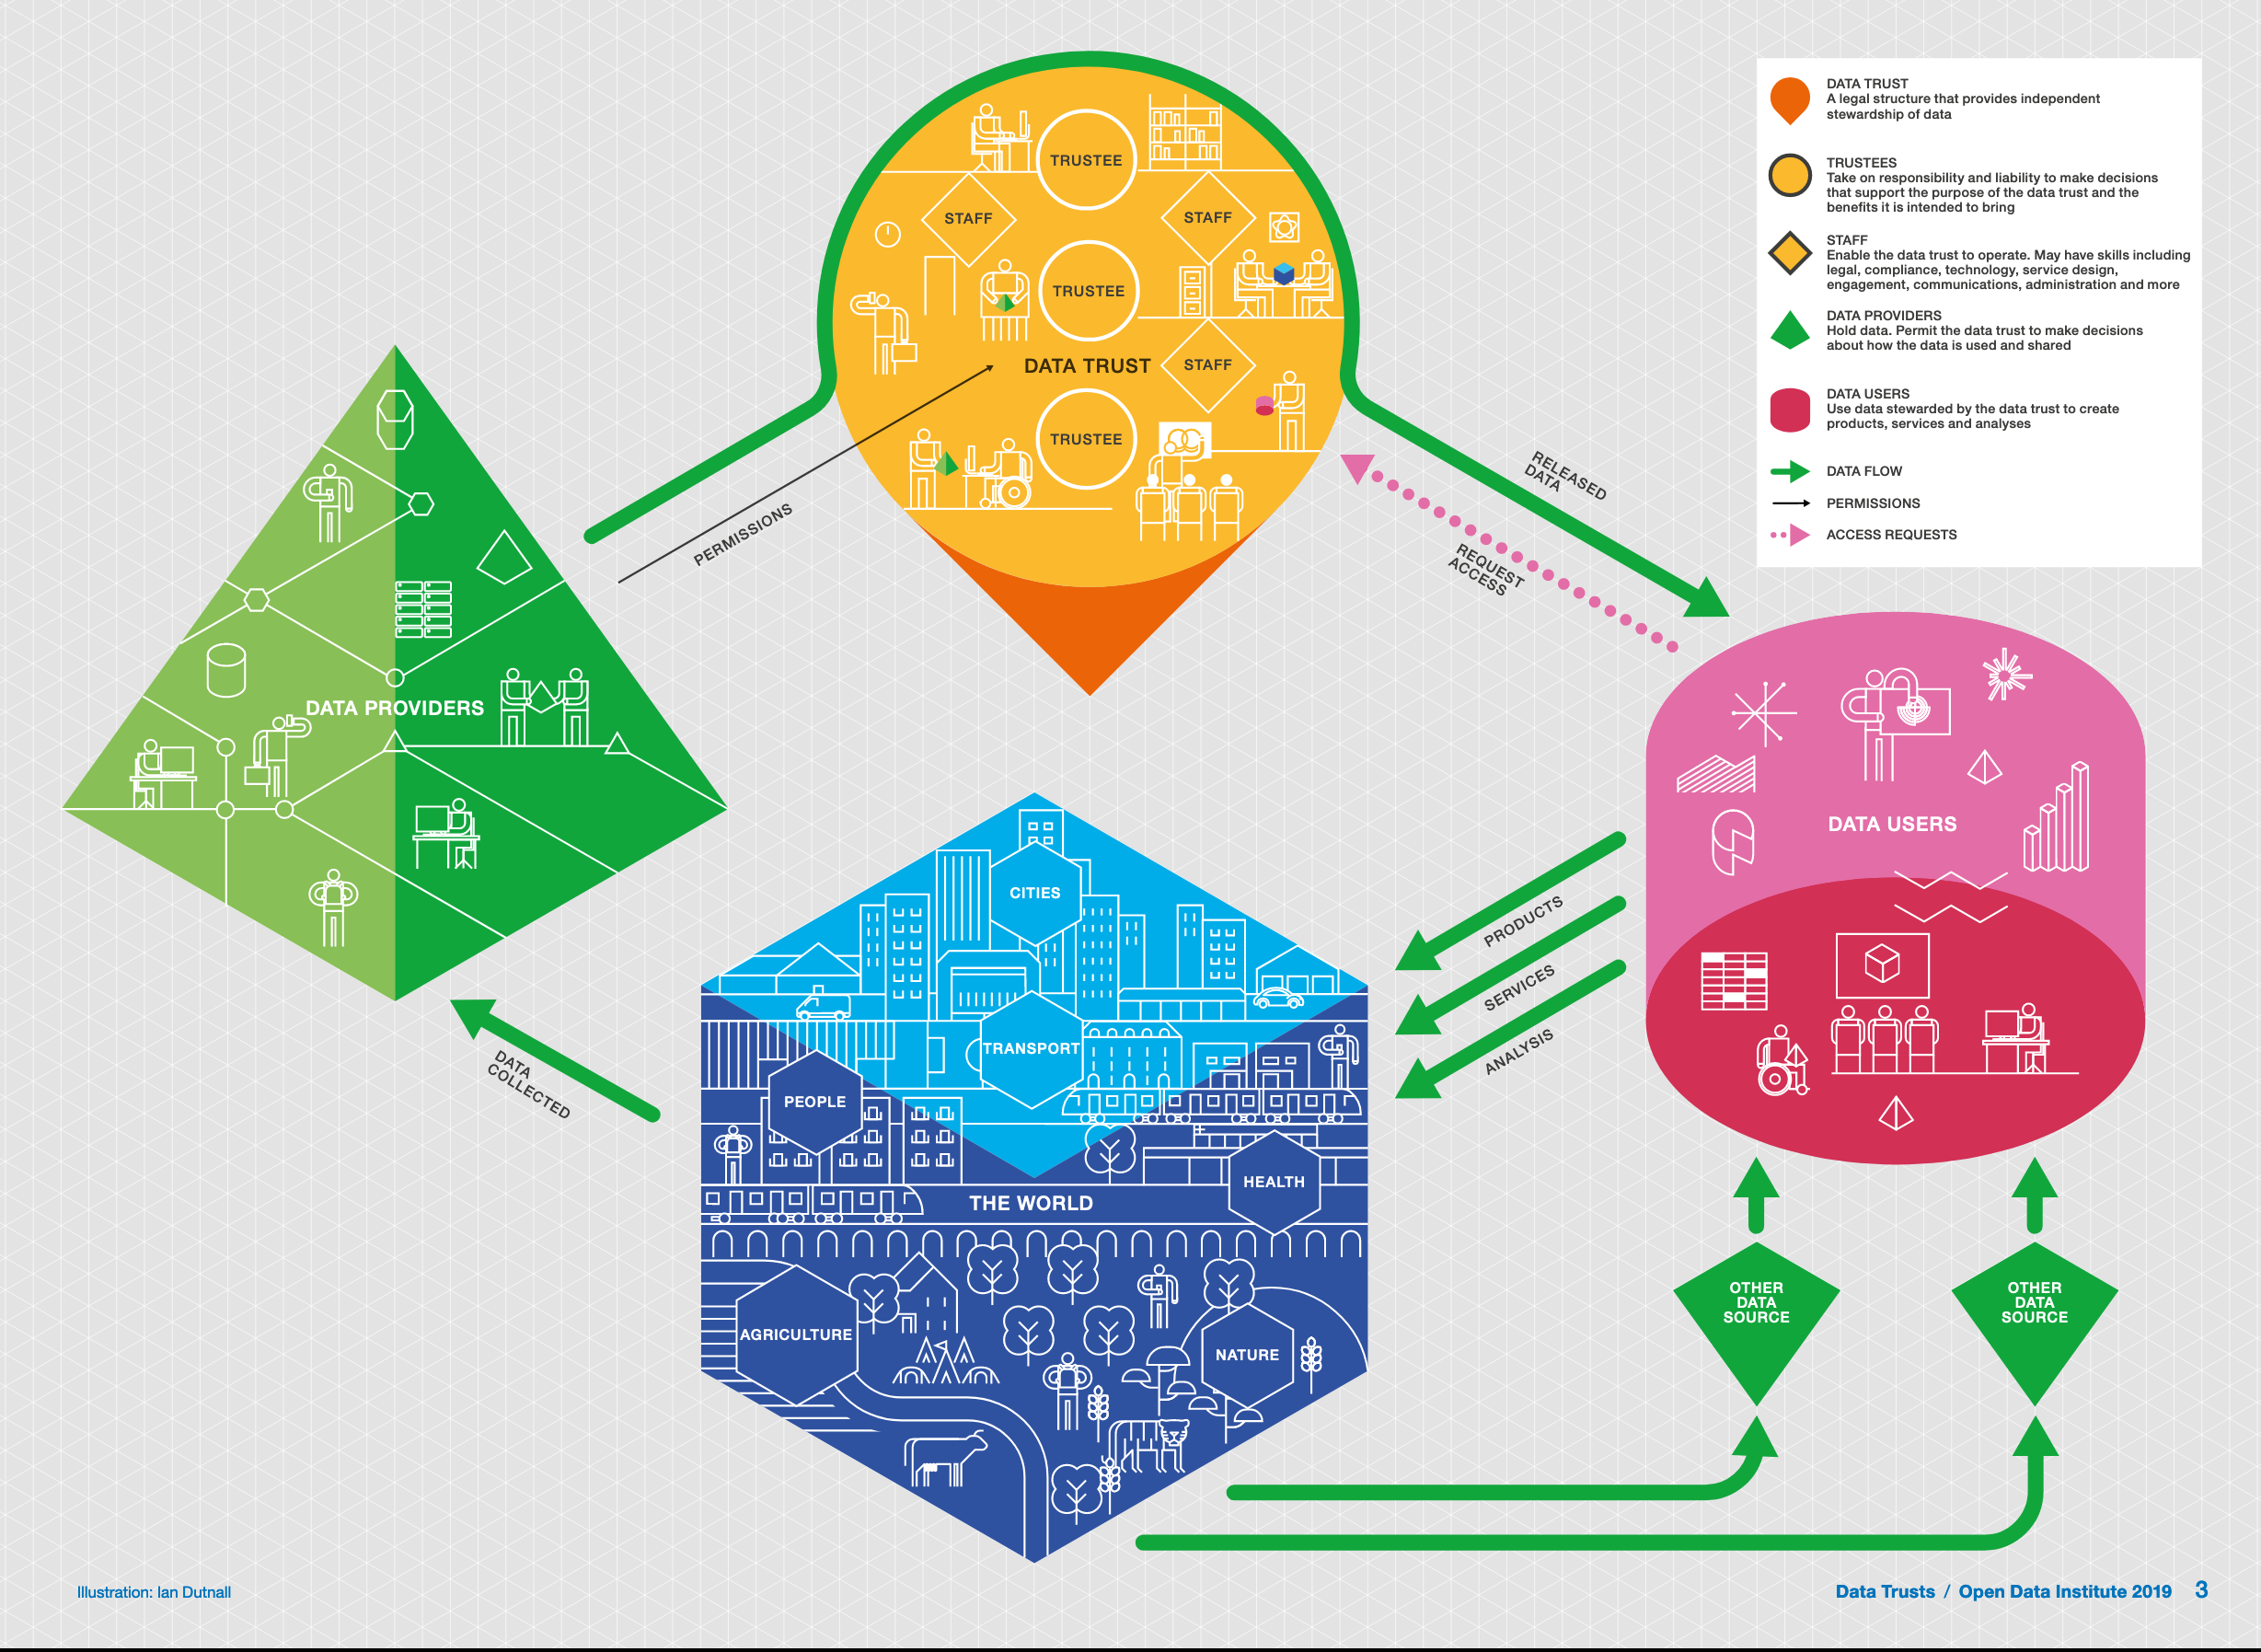 TRUSTEE
STAFF
STAFF
TRUSTEE
DATA TRUST
STAFF
TRUSTEE
DATA TRUST
A legal structure that provides independent
stewardship of data
TRUSTEES
Take on responsibility and liability to make decisions
that support the purpose of the data trust and the
benefits it is intended to bring
STAFF
Enable the data trust to operate. May have skills including
legal, compliance, technology, service design,
engagement, communications, administration and more
DATA PROVIDERS
Hold data. Permit the data trust to make decisions
about how the data is used and shared
DATA USERS
Use data stewarded by the data trust to create
products, services and analyses
DATA FLOW
PERMISSIONS
ACCESS REQUESTS
PERMISSIONS
RELEASED
DATA
REQUEST
ACCESS
DATA PROVIDERS
DATA USERS
CITIES
TRANSPORT
PEOPLE
HEALTH
THE WORLD
AGRICULTURE
NATURE
PRODUCTS
SERVICES
ANALYSIS
DATA
COLLECTED
OTHER
DATA
SOURCE
OTHER
DATA
SOURCE
Illustration: Ian Dutnall
Data Trusts / Open Data Institute 2019 3